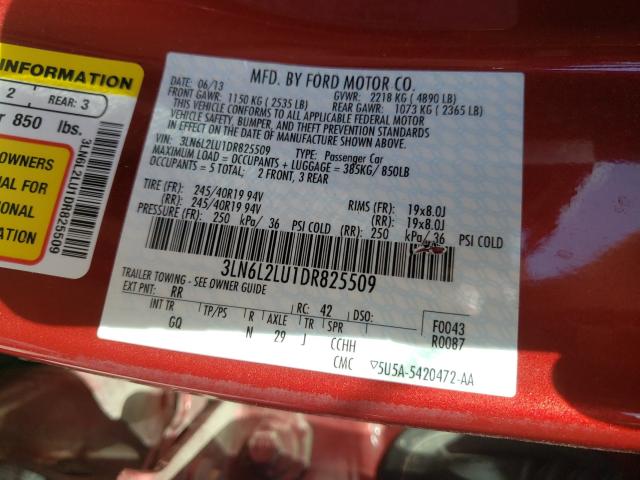 INFORMATION
2 REAR: 3
850 lbs.
OWNERS
AL FOR
ONAL
ATION
3LN6L2LU1DR825509
MFD. BY FORD MOTOR CO.
DATE: 06/13 GVWR: 2218 KG ( 4890 LB)
FRONT GAWR: 1150 KG ( 2535 LB) REAR GAWR: 1073 KG ( 2365 LB)
THIS VEHICLE CONFORMS TO ALL APPLICABLE FEDERAL MOTOR
VEHICLE SAFETY, BUMPER, AND THEFT PREVENTION STANDARDS
IN EFFECT ON THE DATE OF MANUFACTURE SHOWN ABOVE.
VIN: 3LN6L2LU1DR825509 TYPE: Passenger Car
MAXIMUM LOAD = OCCUPANTS + LUGGAGE = 385KG/ 850LB
OCCUPANTS = 5 TOTAL; 2 FRONT, 3 REAR
TIRE (FR): 245/40R19 94V RIMS (FR): 19x8.0J
(RR): 245/40R19 94V (RR): 19x8.0J
PRESSURE (FR): 250 kPa/ 36 PSI COLD (RR): 250 kPa/ 36 PSI COLD
3LN6L2LU1DR825509
TRAILER TOWING - SEE OWNER GUIDE
EXT PNT: RR RC: 42 DSO:
INT TR TP/PS R AXLE TR SPR F0043
GQ N 29 J CCHH R0087
CMC ▽5U5A-5420472-AA